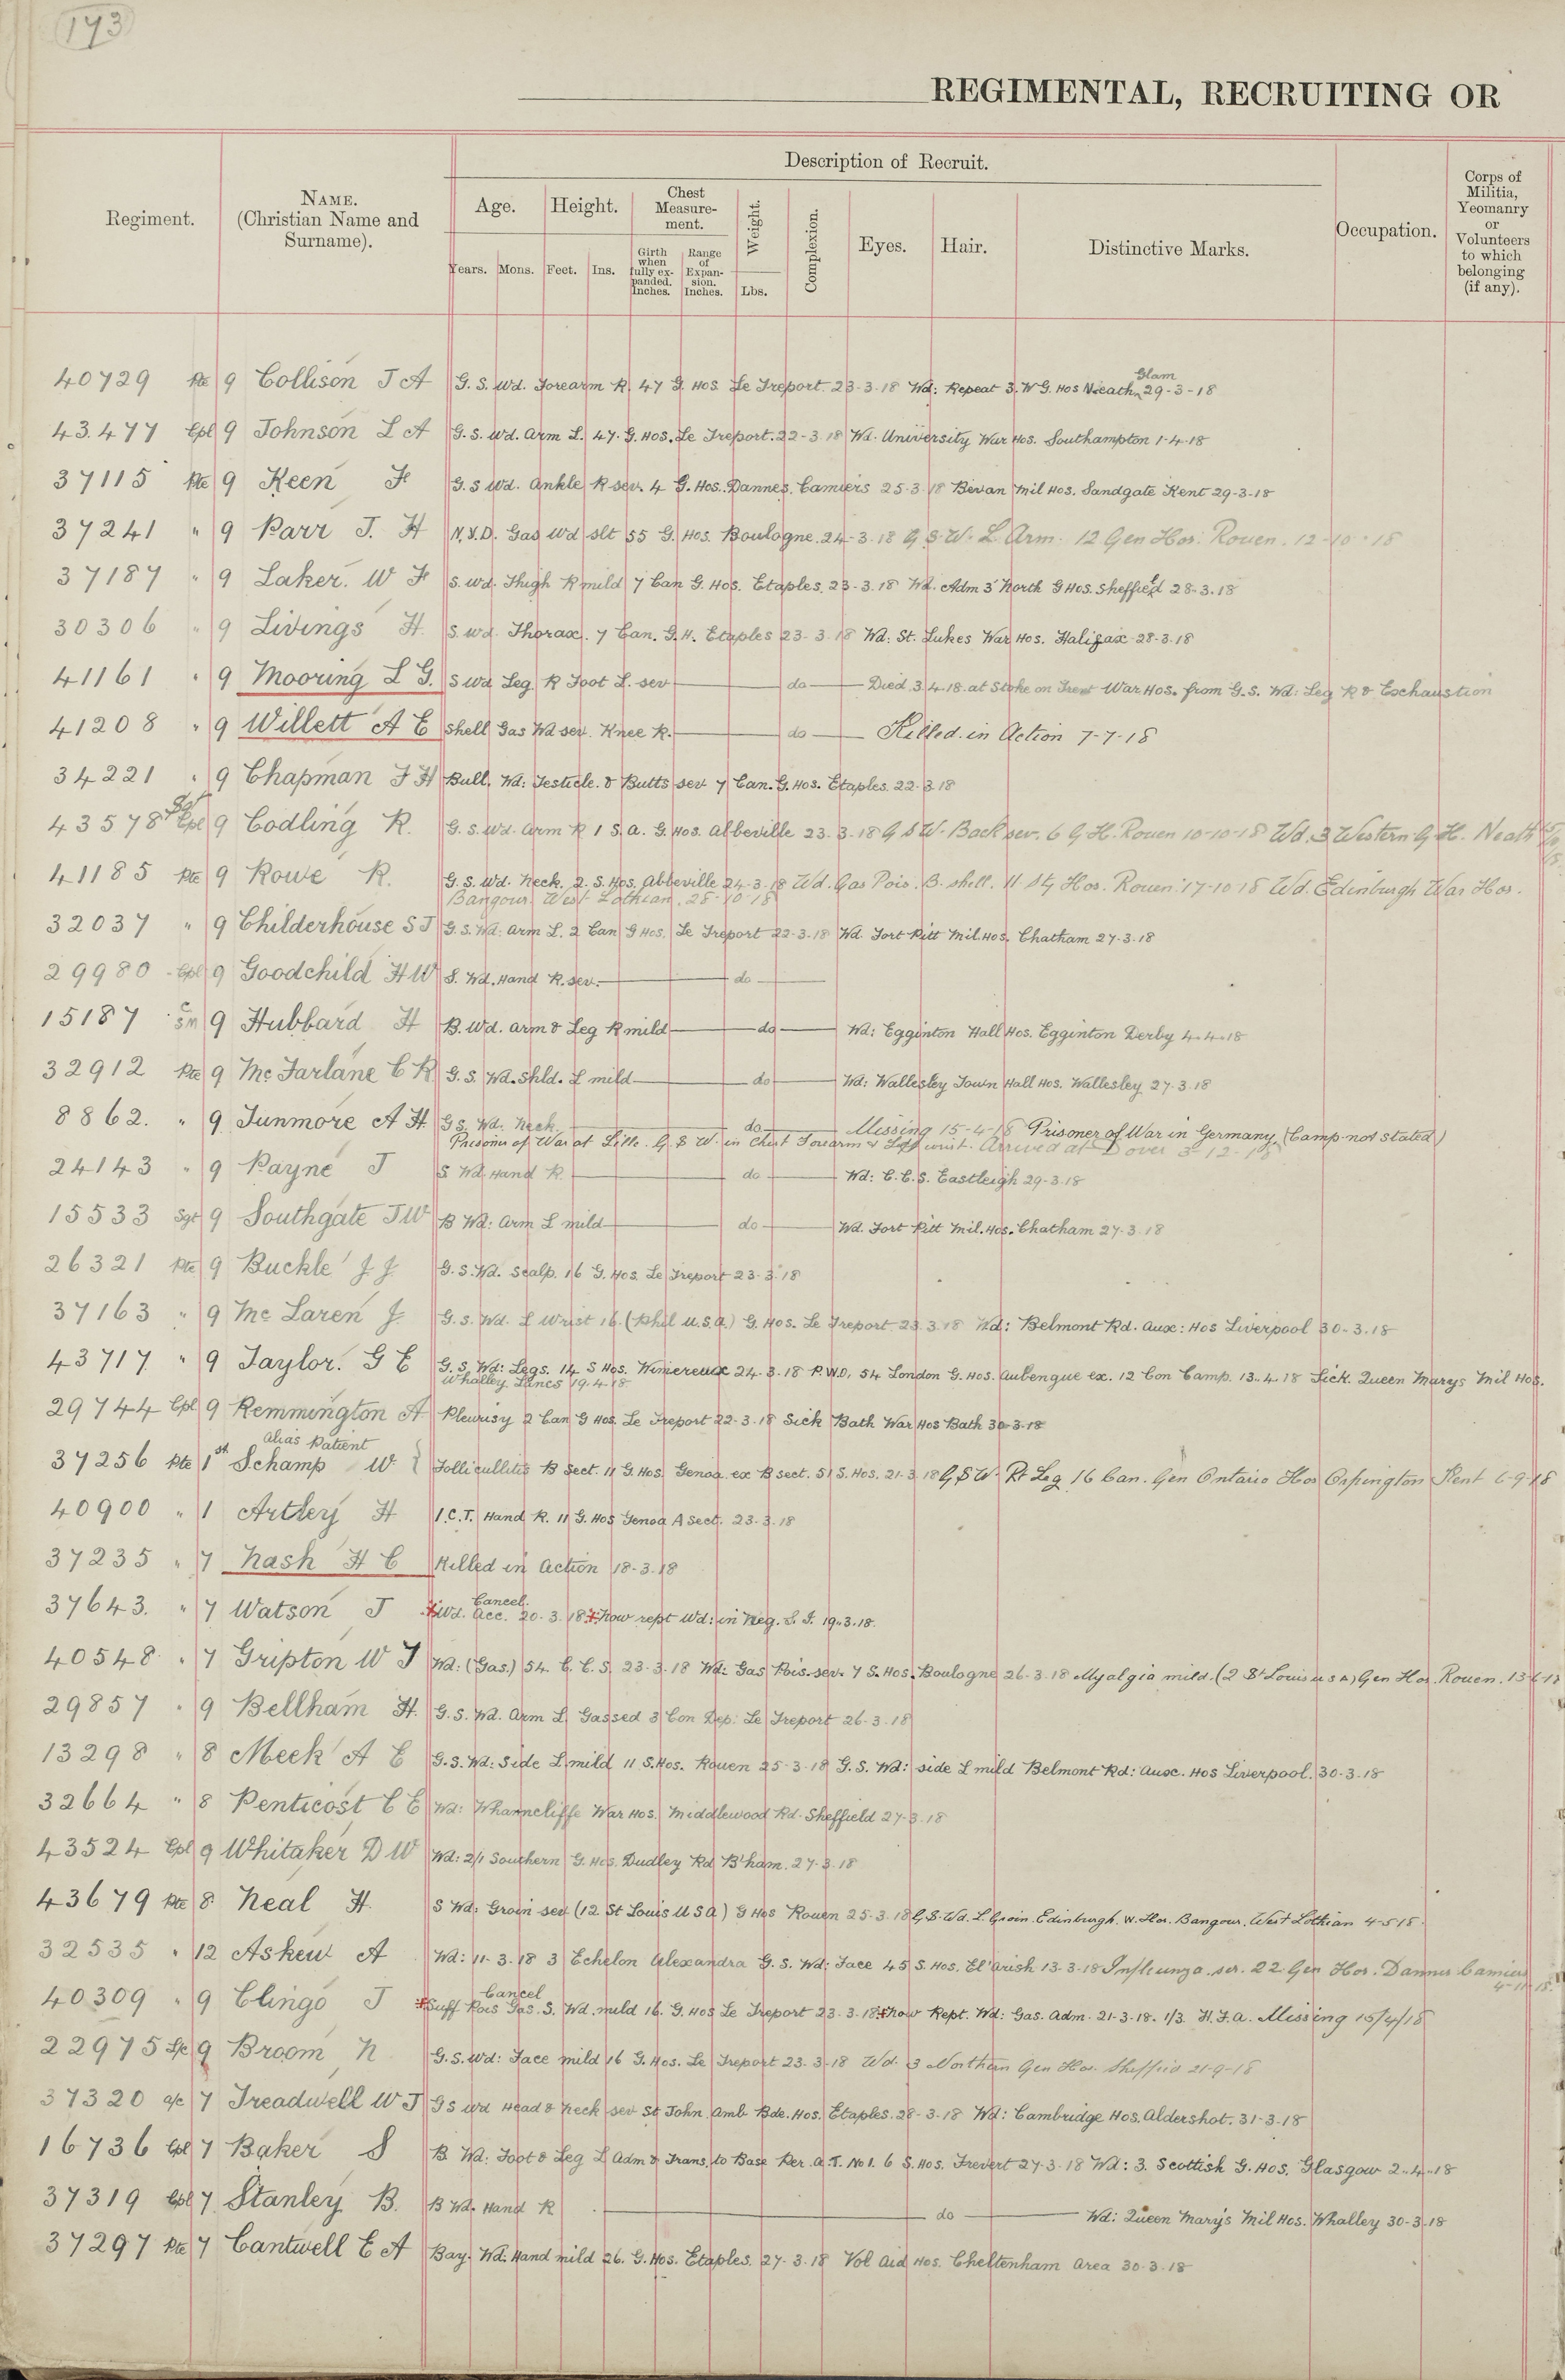 173
REGIMENTAL, RECRUITING OR
Description of Recruit.
Regiment.
NAME.
(Christian Name and
Surname).
Age.
Height.
Chest
Measure-
ment.
Weight.
Complexion.
Eyes.
Hair.
Distinctive Marks.
Occupation.
Corps of
Militia,
Yeomanry
or
Volunteers
to which
belonging
(if any).
Years.
Mons.
Feet.
Ins.
Girth
when
fully ex-
panded.
Inches.
Range
of
Expan-
sion.
Inches.
Lbs.
Glam
40729 Pte 9 Collison J A G. S. Wd. Forearm R. 47 G. Hos. Le Treport. 23-3-18 Wd: Repeat 3. W G. Hos Neath 29-3-18
43477 Cpl 9 Johnson L A G. S. Wd. Arm L. 47. G. Hos. Le Treport. 22-3-18 Wd. University War Hos. Southampton 1-4-18
37115 Pte 9 Keen F G. S Wd. Ankle R sev. 4 G. Hos. Dannes. Camiers 25-3-18 Bevan Mil Hos. Sandgate Kent 29-3-18
37241 " 9 Parr J. H N.Y.D. Gas Wd slt 55 G. Hos. Boulogne. 24-3-18 G. S. W. L. Arm. 12 Gen Hos. Rouen. 12-10-18
37187 " 9 Laker. W F S. Wd. Thigh R mild 7 Can G. Hos. Etaples. 23-3-18 Wd. Adm 3 North G Hos. Sheffield 28-3-18
30306 " 9 Livings H. S. Wd. Thorax. 7 Can. G. H. Etaples 23-3-18 Wd: St. Lukes War Hos. Halifax 28-3-18
41161 " 9 Mooring L G. S Wd Leg R Foot L. sev do Died 3.4.18 at Stoke on Trent War Hos. from G.S. Wd: Leg R & Exchaustion
41208 " 9 Willett A E Shell Gas Wd sev. Knee R. do Killed in Action 7-7-18
34221 " 9 Chapman F H Bull. Wd: Testicle. & Butts sev 7 Can. G. Hos. Etaples. 22-3-18
Sgt
43578 Cpl 9 Codling R. G. S. Wd. Arm R 1 S. A. G. Hos. Abbeville 23-3-18 G S W. Back sev. 6 G. H. Rouen 10-10-18 Wd. 3 Western G. H. Neath
41185 Pte 9 Rowe R. G. S. Wd. Neck. 2. S. Hos. Abbeville 24-3-18 Wd. Gas Pois. B. shell. 11 Sty Hos. Rouen. 17-10-18 Wd. Edinburgh War Hos.
Bangour. West Lothian. 28-10-18
32037 " 9 Childerhouse S J G. S. Wd. Arm L. 2 Can G Hos. Le Treport 22-3-18 Wd. Fort Pitt Mil. Hos. Chatham 27-3-18
29980 Cpl 9 Goodchild H W S. Wd. Hand R. sev. do
15187 C S M 9 Hubbard H B. Wd. Arm & Leg R mild do Wd: Egginton Hall Hos. Egginton Derby 4-4-18
32912 Pte 9 Mc Farlane C R G. S. Wd. Shld. L mild do Wd: Wallesley Town Hall Hos. Wallesley 27-3-18
8862. " 9 Tunmore A H. G S. Wd. Neck. do Missing 15-4-18 Prisoner of War in Germany (Camp not stated)
Prisoner of War at Lille. G. S W. in Chest Forearm & Left wrist. Arrived at Dover 3-12-18
24143 " 9 Payne J S Wd Hand R do Wd: C. C. S. Eastleigh 29-3-18
15533 Sgt 9 Southgate J W B Wd: Arm L mild do Wd. Fort Pitt Mil. Hos. Chatham 27-3-18
26321 Pte 9 Buckle J J G. S. Wd. Scalp. 16 G. Hos. Le Treport 23-3-18
37163 " 9 Mc Laren J G. S. Wd. L Wrist 16. (Phil U.S.A.) G. Hos. Le Treport. 23.3.18 Wd: Belmont Rd. Aux: Hos Liverpool 30-3-18
43717 " 9 Taylor. G E G. S. Wd: Legs. 14 S Hos. Wimereux 24-3-18 P.W.D. 54 London G. Hos. Aubengue ex. 12 Con Camp. 13-4-18 Sick. Queen Marys Mil Hos.
Whalley Lancs 19.4.18
29744 Cpl 9 Remmington A Pleurisy 2 Can G Hos. Le Treport 22-3-18 Sick Bath War Hos Bath 30-3-18
alias Patient
37256 Pte 1st Schamp W. Follicullitis B Sect. 11 G. Hos. Genoa ex B sect. 51 S. Hos. 21-3-18 G. S W. Rt Leg 16 Can. Gen Ontario Hos Orpington Kent 6-9-18
40900 " 1 Artley H I.C.T. Hand R. 11 G. Hos Genoa A Sect. 23-3-18
37235 " 7 Nash H C Killed in Action 18-3-18
Cancel
37643. " 7 Watson J Wd. Acc. 20-3-18 now rept Wd: in Neg. S. I. 19.3.18.
40548 " 7 Gripton W J Wd: (Gas.) 54 C. C. S. 23-3-18 Wd: Gas Pois. sev. 7 S. Hos. Boulogne 26-3-18 Myalgia mild (2 St Louis U S A) Gen Hos. Rouen.
29857 " 9 Bellham H. G. S. Wd. Arm L Gassed 3 Con Dep: Le Treport 26-3-18
13298 " 8 Meek A E G. S. Wd: Side L mild 11 S. Hos. Rouen 25-3-18 G. S. Wd: side L mild Belmont Rd: Aux. Hos Liverpool. 30-3-18
32664 " 8 Penticost C E Wd: Wharncliffe War Hos. Middlewood Rd. Sheffield 27-3-18
43524 Cpl 9 Whitaker D W Wd: 2/1 Southern G. Hos. Dudley Rd B'ham. 27-3-18
43679 Pte 8 Neal H. S Wd: Groin sev (12 St Louis U S A) G Hos Rouen 25-3-18 G. S. Wd. L. Groin. Edinburgh. W. Hos. Bangour. West Lothian 4-5-18
32535 " 12 Askew A Wd: 11-3-18 3 Echelon Alexandra G. S. Wd: Face 45 S. Hos. El Arish 13-3-18 Influenza. sev. 22 Gen Hos. Dannes Camiers
Cancel
40309 " 9 Clingo J Suff Pois Gas. S. Wd. mild 16. G. Hos Le Treport 23-3-18 now Rept. Wd: Gas. Adm. 21-3-18. 1/3. H. F. A. Missing 15/4/18
22975 L/c 9 Broom N G. S. Wd: Face mild 16 G. Hos. Le Treport 23-3-18 Wd. 3 Northern Gen Hos. Sheffield 21-9-18
37320 a/c 7 Treadwell W J G S Wd Head & Neck sev St John Amb Bde. Hos. Etaples. 28-3-18 Wd: Cambridge Hos. Aldershot. 31-3-18
16736 Cpl 7 Baker S B Wd: Foot & Leg L Adm & Trans. to Base Per. A. T. No 1. 6 S. Hos. Frevent 27-3-18 Wd: 3. Scottish G. Hos. Glasgow 2-4-18
37319 Cpl 7 Stanley B. B Wd. Hand R do Wd: Queen Mary's Mil Hos. Whalley 30-3-18
37297 Pte 7 Cantwell E A Bay. Wd. Hand mild 26. G. Hos. Etaples. 27-3-18 Vol Aid Hos. Cheltenham Area 30-3-18